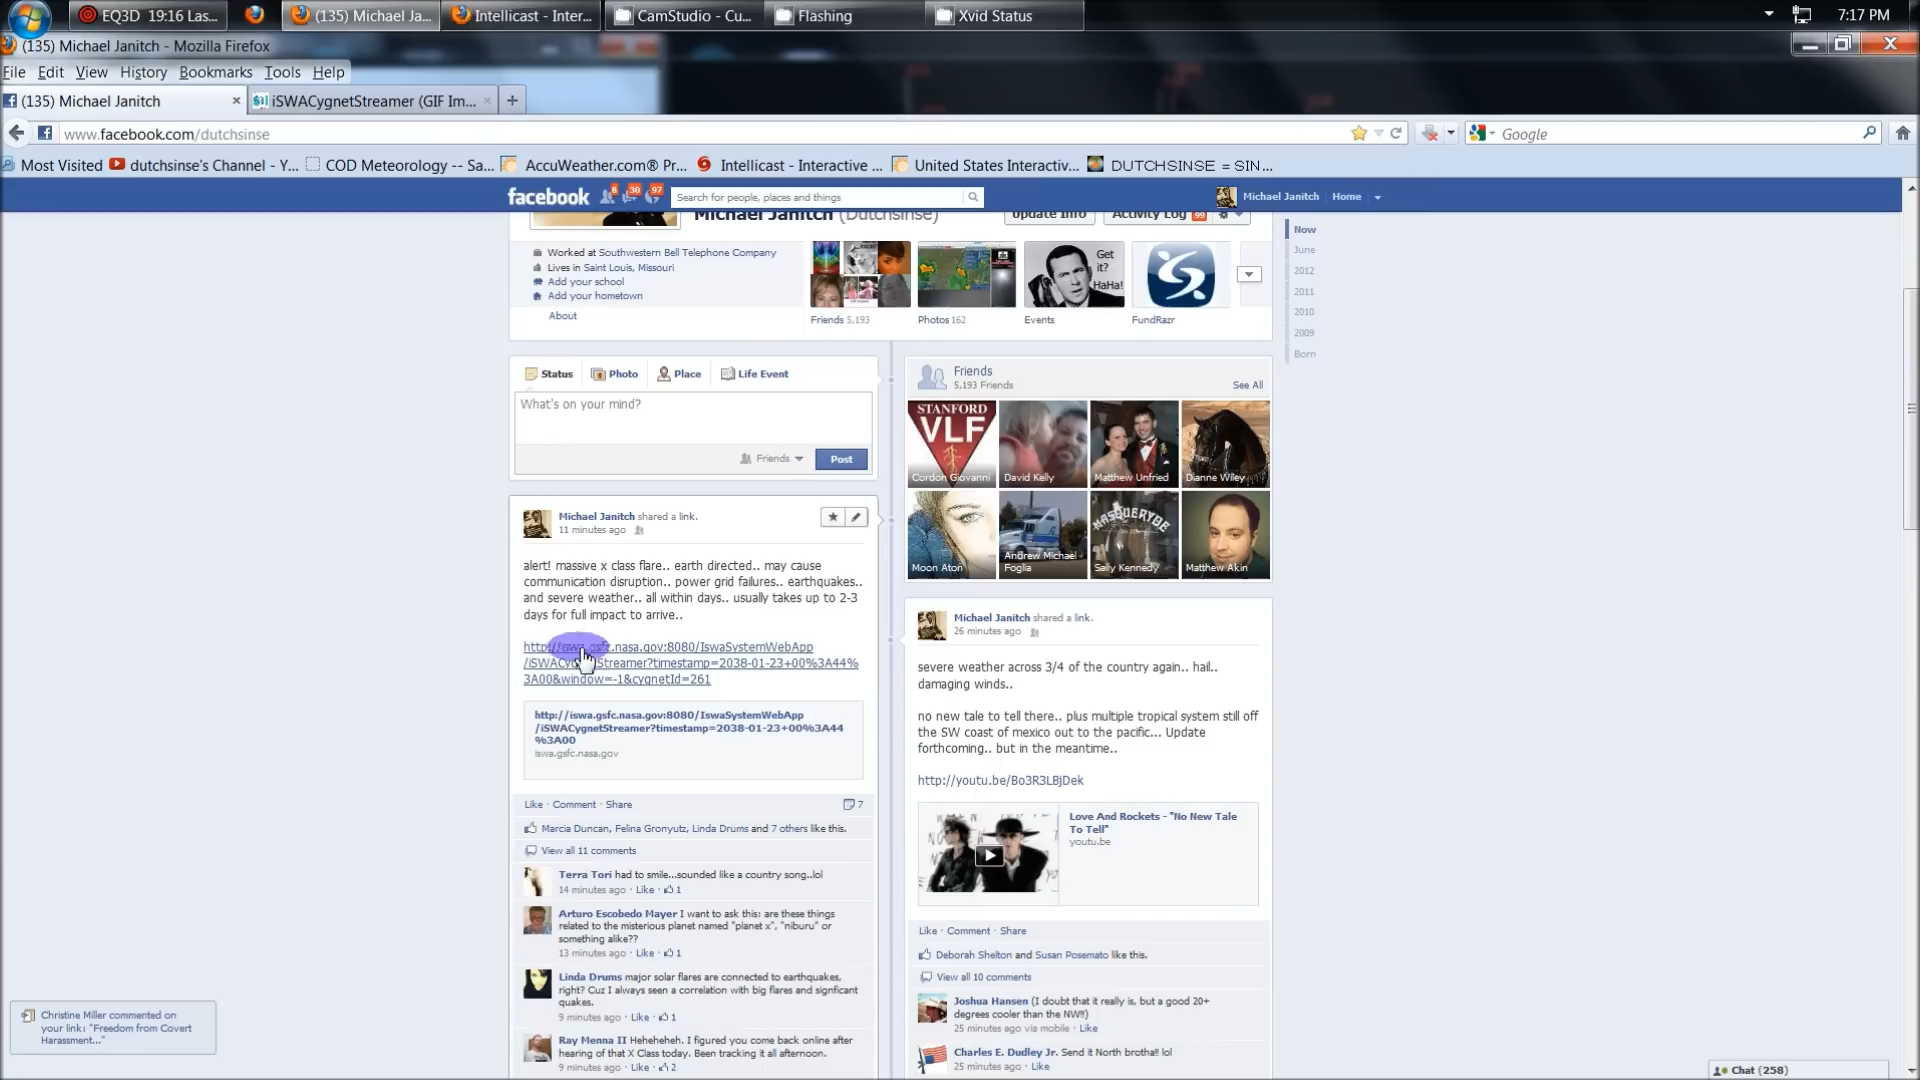 EQ3D 19:16 Las...
(135) Michael Ja...
Intellicast - Inter...
CamStudio - Cu...
Flashing
Xvid Status
7:17 PM
(135) Michael Janitch - Mozilla Firefox
File Edit View History Bookmarks Tools Help
(135) Michael Janitch
iSWACygnetStreamer (GIF Im...
www.facebook.com/dutchsinse
Google
Most Visited
dutchsinse's Channel - Y...
COD Meteorology -- Sa...
AccuWeather.com® Pr...
Intellicast - Interactive ...
United States Interactiv...
DUTCHSINSE = SIN...
facebook
8 30 97
Search for people, places and things
Michael Janitch
Home
Michael Janitch (Dutchsinse)
Update Info
Activity Log 99
Worked at Southwestern Bell Telephone Company
Lives in Saint Louis, Missouri
Add your school
Add your hometown
About
Get
it?
HaHa!
Friends 5,193
Photos 162
Events
FundRazr
Now
June
2012
2011
2010
2009
Born
Status Photo Place Life Event
What's on your mind?
Friends
Post
Michael Janitch shared a link.
11 minutes ago
alert! massive x class flare.. earth directed.. may cause
communication disruption.. power grid failures.. earthquakes..
and severe weather.. all within days.. usually takes up to 2-3
days for full impact to arrive..
http://iswa.gsfc.nasa.gov:8080/IswaSystemWebApp
/iSWACygnetStreamer?timestamp=2038-01-23+00%3A44%
3A00&window=-1&cygnetId=261
http://iswa.gsfc.nasa.gov:8080/IswaSystemWebApp
/iSWACygnetStreamer?timestamp=2038-01-23+00%3A44
%3A00
iswa.gsfc.nasa.gov
Like · Comment · Share
7
Marcia Duncan, Felina Gronyutz, Linda Drums and 7 others like this.
View all 11 comments
Terra Tori had to smile...sounded like a country song..lol
14 minutes ago · Like · 1
Arturo Escobedo Mayer I want to ask this: are these things
related to the misterious planet named "planet x", "niburu" or
something alike??
13 minutes ago · Like · 1
Linda Drums major solar flares are connected to earthquakes,
right? Cuz I always seen a correlation with big flares and signficant
quakes.
9 minutes ago · Like · 1
Ray Menna II Heheheheh. I figured you come back online after
hearing of that X Class today. Been tracking it all afternoon.
9 minutes ago · Like · 2
Friends
5,193 Friends
See All
STANFORD
VLF
Cordon Giovanni
David Kelly
Matthew Unfried
Dianne Wiley
Moon Aton
Andrew Michael
Foglia
MASQUERYDE
Sally Kennedy
Matthew Akin
Michael Janitch shared a link.
26 minutes ago
severe weather across 3/4 of the country again.. hail..
damaging winds..
no new tale to tell there.. plus multiple tropical system still off
the SW coast of mexico out to the pacific... Update
forthcoming.. but in the meantime..
http://youtu.be/Bo3R3LBjDek
Love And Rockets - "No New Tale
To Tell"
youtu.be
Like · Comment · Share
Deborah Shelton and Susan Posemato like this.
View all 10 comments
Joshua Hansen (I doubt that it really is, but a good 20+
degrees cooler than the NW!!)
25 minutes ago via mobile · Like
Charles E. Dudley Jr. Send it North brotha!! lol
25 minutes ago · Like
Christine Miller commented on
your link: "Freedom from Covert
Harassment..."
Chat (258)